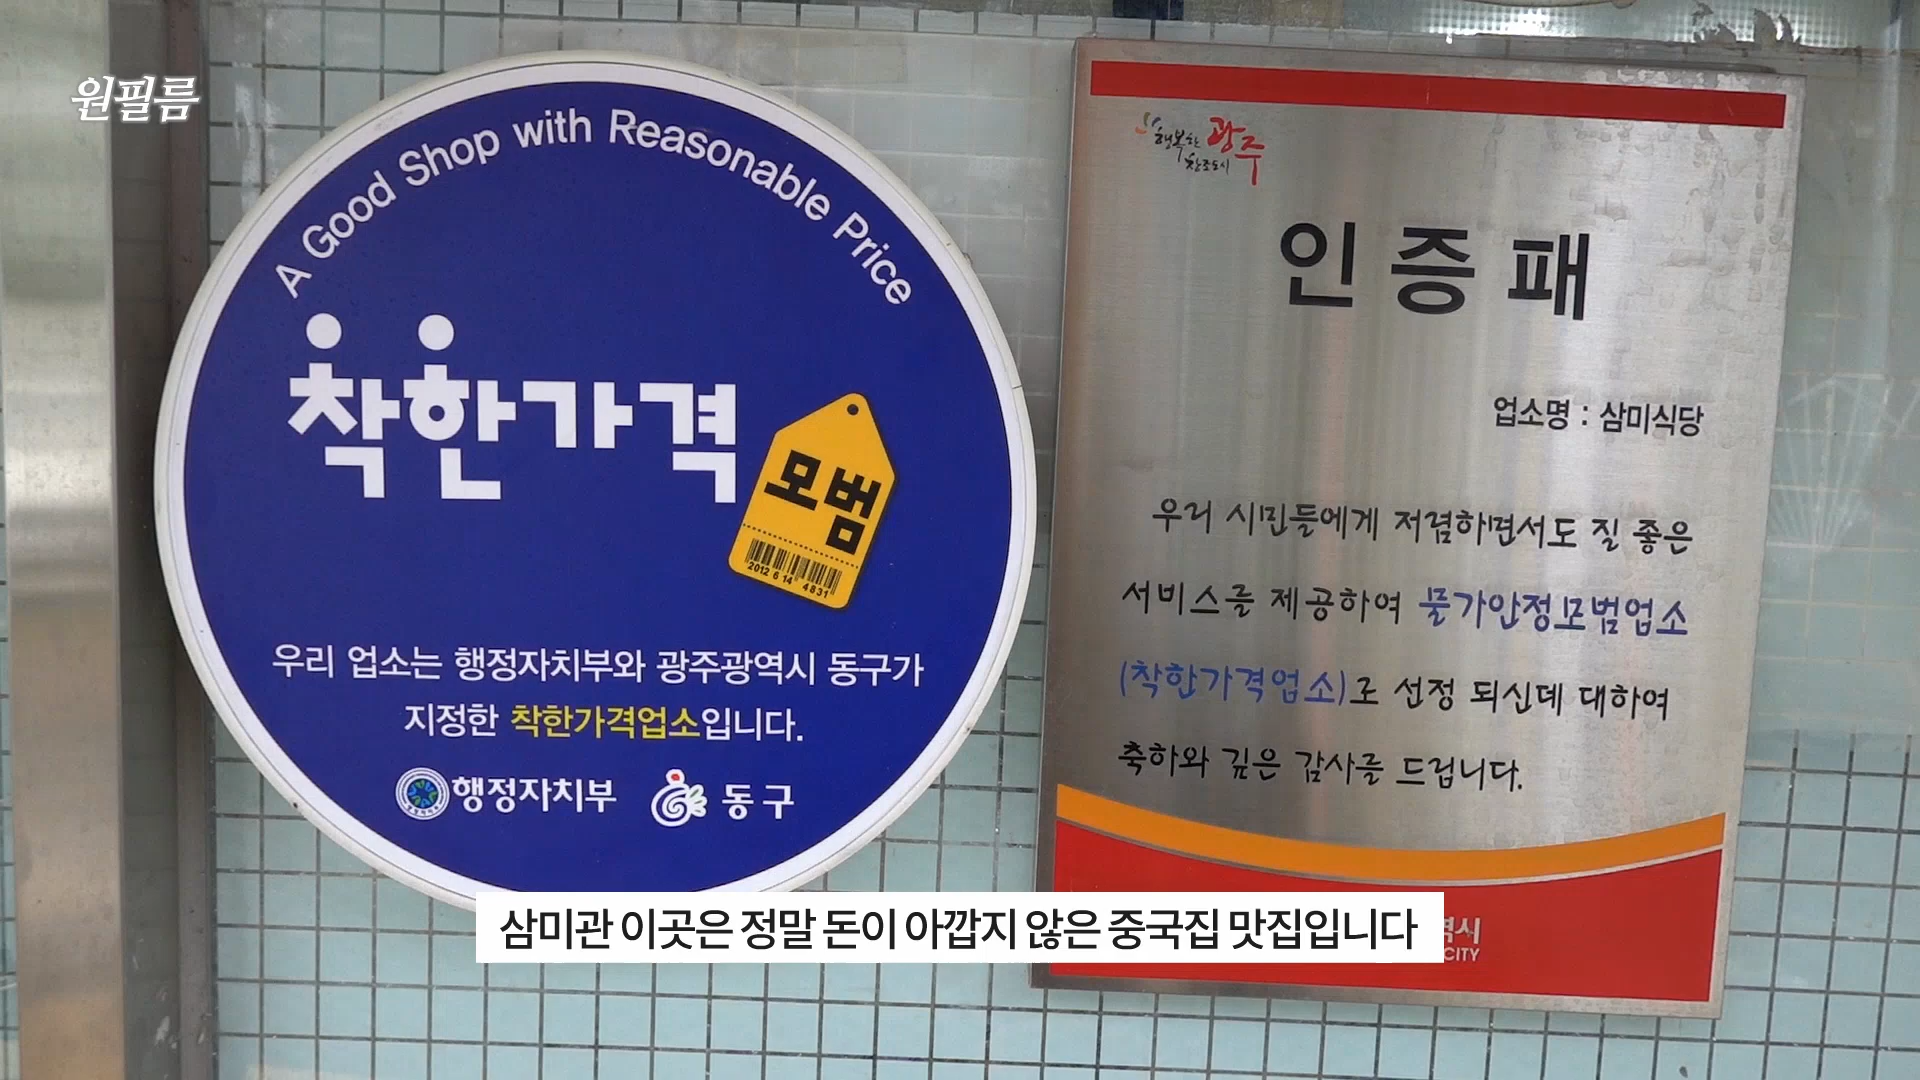 원필름
A Good Shop with Reasonable Price
착한가격
모범
2012 6 14 4831
우리 업소는 행정자치부와 광주광역시 동구가
지정한 착한가격업소입니다.
행정자치부 동구
행복한
창조도시
광주
인증패
업소명 : 삼미식당
우리 시민들에게 저렴하면서도 질 좋은
서비스를 제공하여 물가안정모범업소
(착한가격업소)로 선정 되신데 대하여
축하와 깊은 감사를 드립니다.
역시
CITY
삼미관 이곳은 정말 돈이 아깝지 않은 중국집 맛집입니다